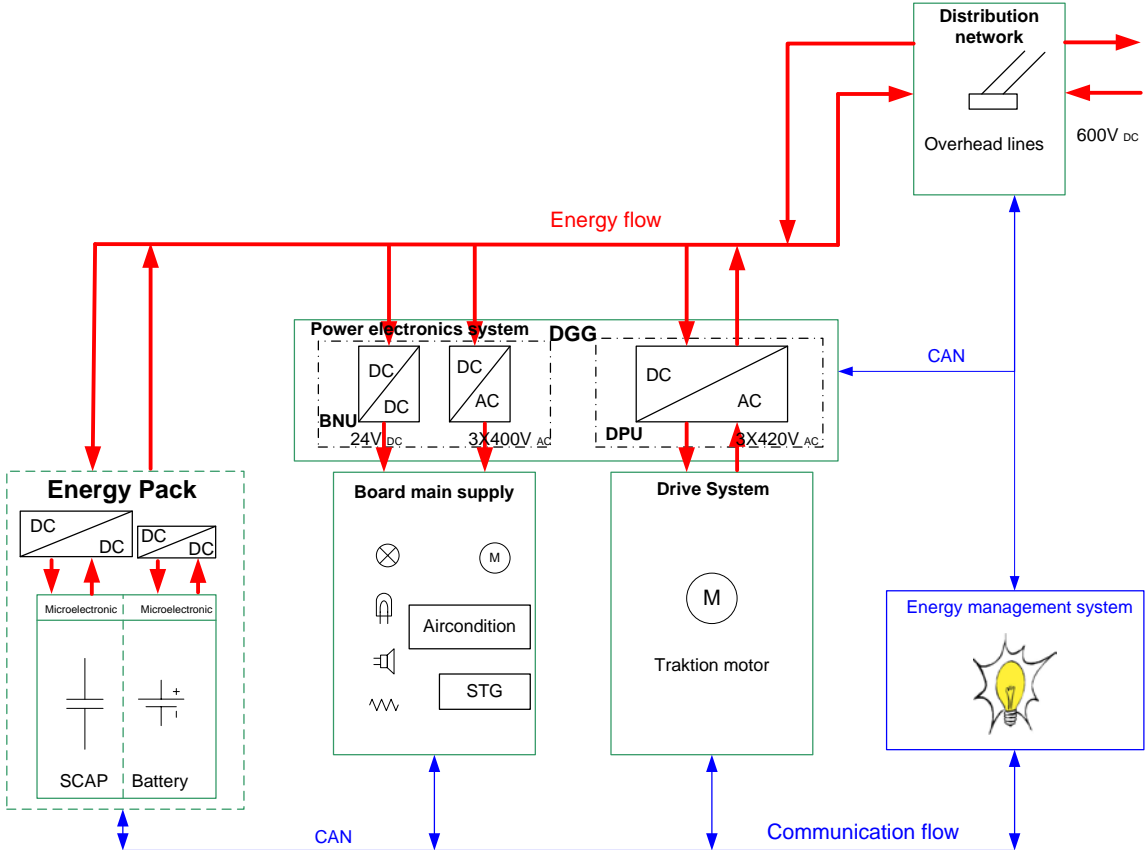 Distribution
network
Overhead lines
600V DC
Energy flow
Power electronics system
DGG
DC
DC
DC
AC
DC
AC
BNU
24V DC
3X400V AC
DPU
3X420V AC
CAN
Energy Pack
DC
DC
DC
DC
Microelectronic
Microelectronic
+
-
SCAP
Battery
Board main supply
M
Aircondition
STG
Drive System
M
Traktion motor
Energy management system
CAN
Communication flow